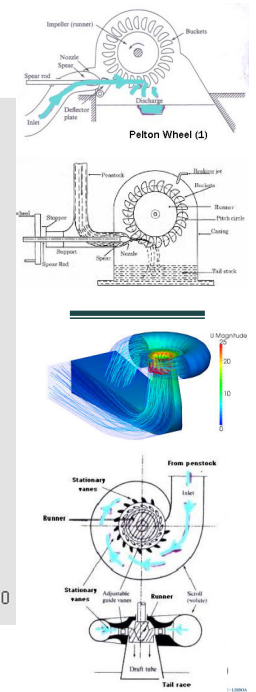 Impeller (runner)
Buckets
Nozzle
Spear
Spear rod
Discharge
Deflector
plate
Inlet
Pelton Wheel (1)
Penstock
Breaking jet
Buckets
wheel
Stopper
Runner
Pitch circle
Casing
Support
Nozzle
Spear
Spear Rod
Tail stock
U Magnitude
25
20
10
0
From penstock
Stationary
vanes
Inlet
Runner
Stationary
vanes
Adjustable
guide vanes
Runner
Scroll
(volute)
0
Draft tube
Tail race